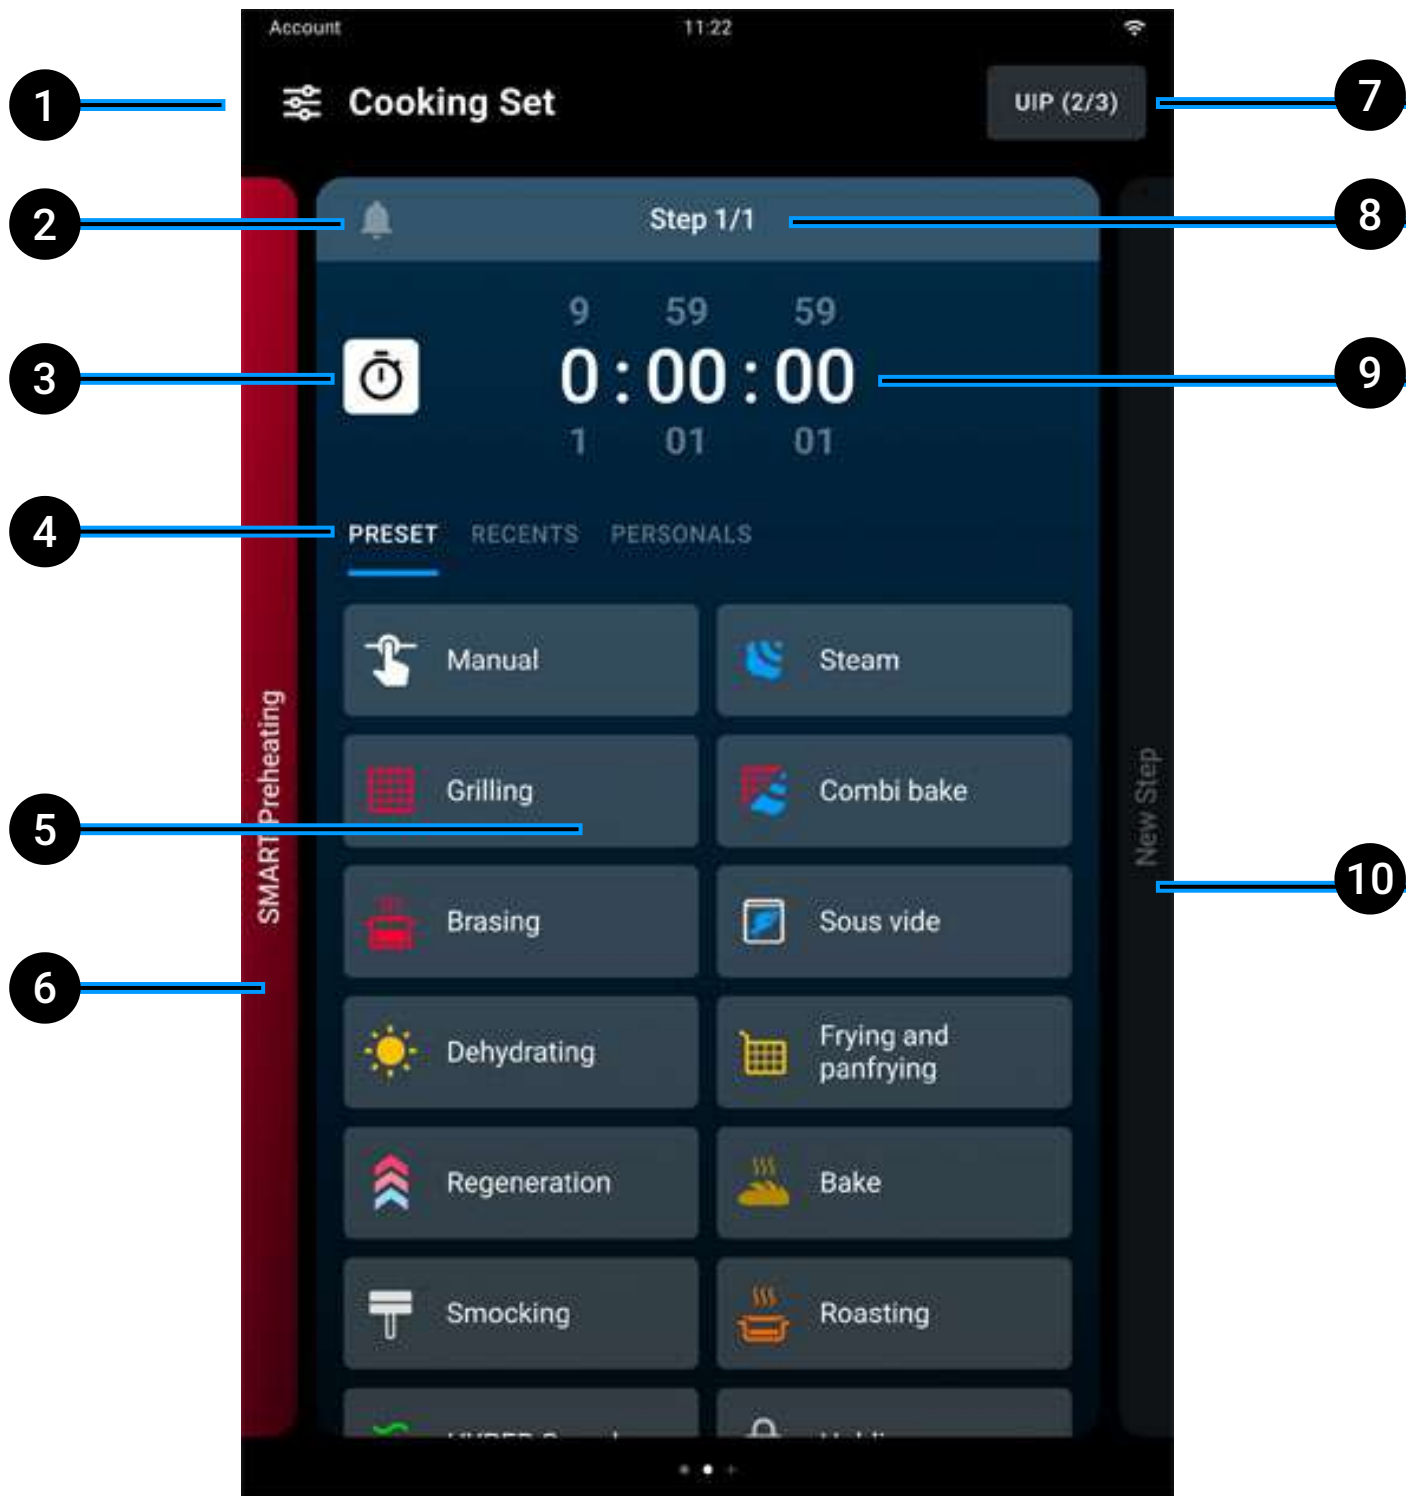 Account 11:22
1 Cooking Set UIP (2/3) 7
2 Step 1/1 8
9 59 59
3 0:00:00 9
1 01 01
4 PRESET RECENTS PERSONALS
Manual Steam
Grilling Combi bake
5
SMART Preheating
New Step
10
Brasing Sous vide
6
Dehydrating Frying and
panfrying
Regeneration Bake
Smocking Roasting